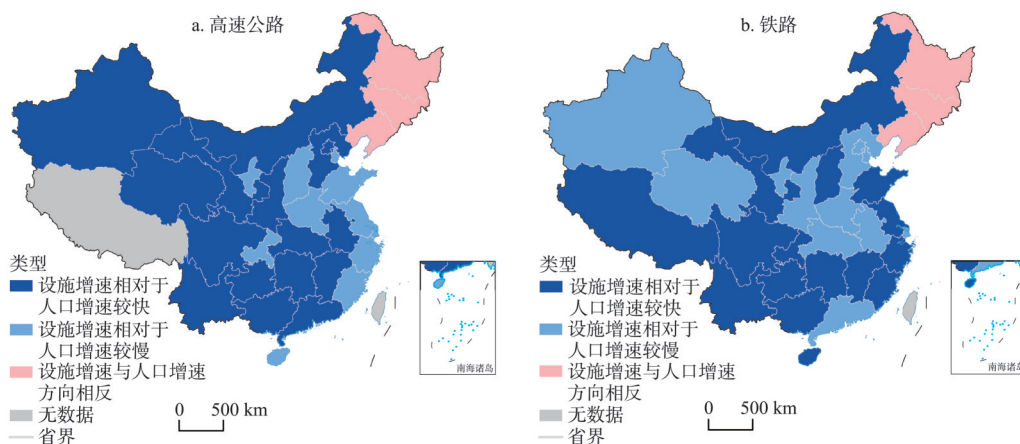 a. 高速公路
类型
设施增速相对于
人口增速较快
设施增速相对于
人口增速较慢
设施增速与人口增速
方向相反
无数据
省界
0 500 km
南海诸岛
b. 铁路
类型
设施增速相对于
人口增速较快
设施增速相对于
人口增速较慢
设施增速与人口增速
方向相反
无数据
省界
0 500 km
南海诸岛